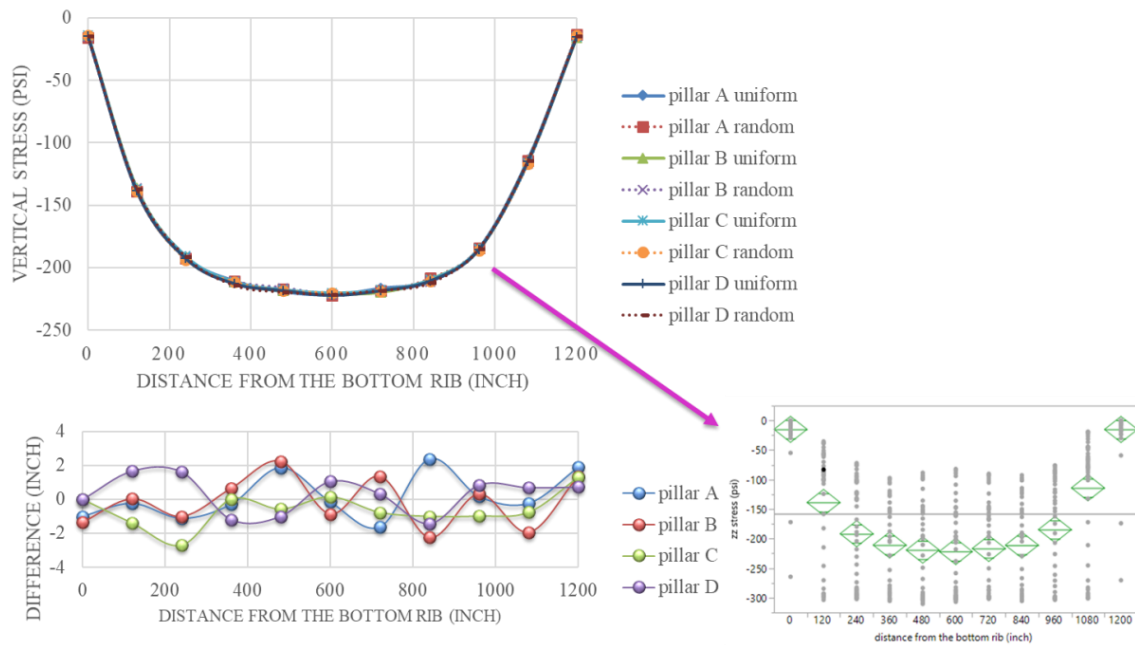 0
-50
-100
-150
-200
-250
VERTICAL STRESS (PSI)
0 200 400 600 800 1000 1200
DISTANCE FROM THE BOTTOM RIB (INCH)
pillar A uniform
pillar A random
pillar B uniform
pillar B random
pillar C uniform
pillar C random
pillar D uniform
pillar D random
4
2
0
-2
-4
DIFFERENCE (INCH)
0 200 400 600 800 1000 1200
DISTANCE FROM THE BOTTOM RIB (INCH)
pillar A
pillar B
pillar C
pillar D
0
-50
-100
-150
-200
-250
-300
zz stress (psi)
0 120 240 360 480 600 720 840 960 1080 1200
distance from the bottom rib (inch)